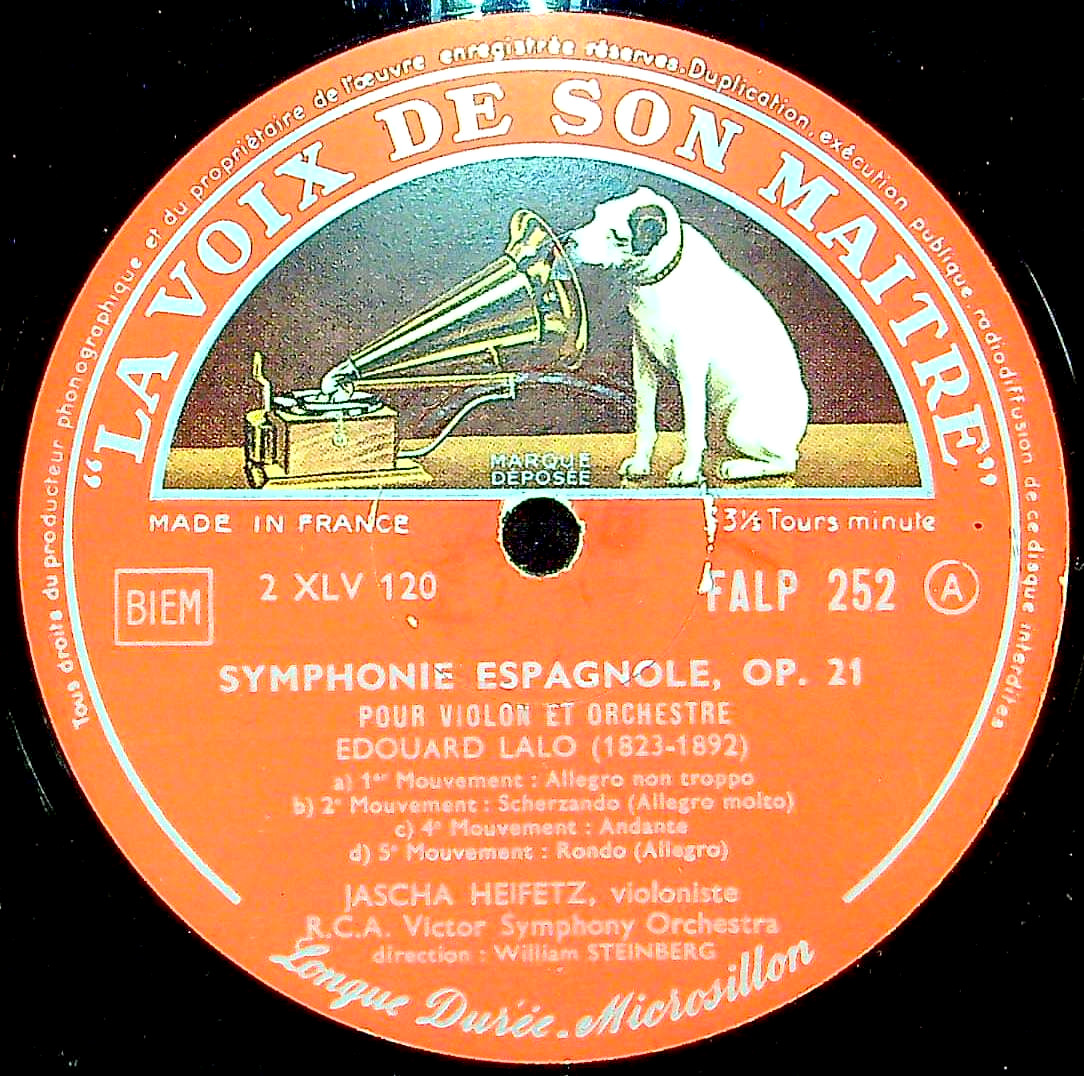 Tous droits du producteur phonographique et du propriêtaire de l'œuvre enregistrée réserves. Duplication, exécution publique, radiodiffusion de ce disque interdites
“LA VOIX DE SON MAITRE”
MARQUE
DEPOSÉE
MADE IN FRANCE
3⅓ Tours minute
BIEM
2 XLV 120
FALP 252 A
SYMPHONIE ESPAGNOLE, OP. 21
POUR VIOLON ET ORCHESTRE
EDOUARD LALO (1823-1892)
a) 1er Mouvement : Allegro non troppo
b) 2e Mouvement : Scherzando (Allegro molto)
c) 4e Mouvement : Andante
d) 5e Mouvement : Rondo (Allegro)
JASCHA HEIFETZ, violoniste
R.C.A. Victor Symphony Orchestra
direction : William STEINBERG
Longue Durée - Microsillon